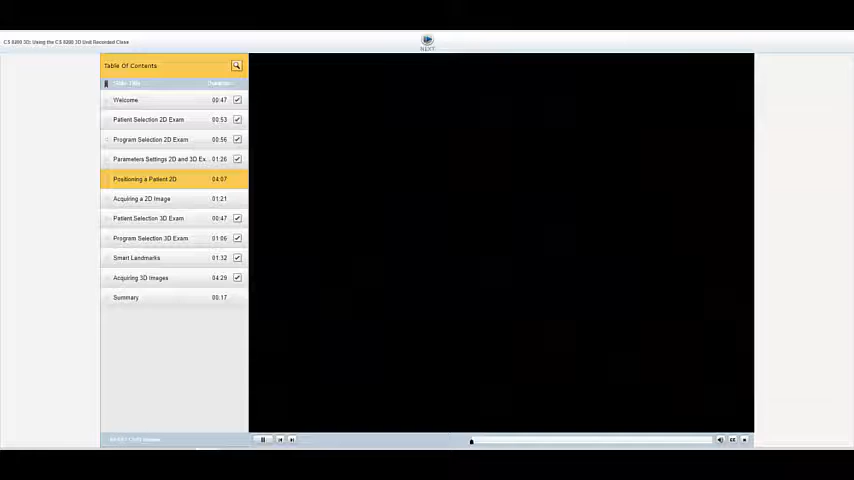 CS 8200 3D: Using the CS 8200 3D Unit Recorded Class
NEXT
Table Of Contents
Slide Title Duration
Welcome 00:47
Patient Selection 2D Exam 00:53
Program Selection 2D Exam 00:56
Parameters Settings 2D and 3D Ex... 01:26
Positioning a Patient 2D 04:07
Acquiring a 2D Image 01:21
Patient Selection 3D Exam 00:47
Program Selection 3D Exam 01:06
Smart Landmarks 01:32
Acquiring 3D Images 04:29
Summary 00:17